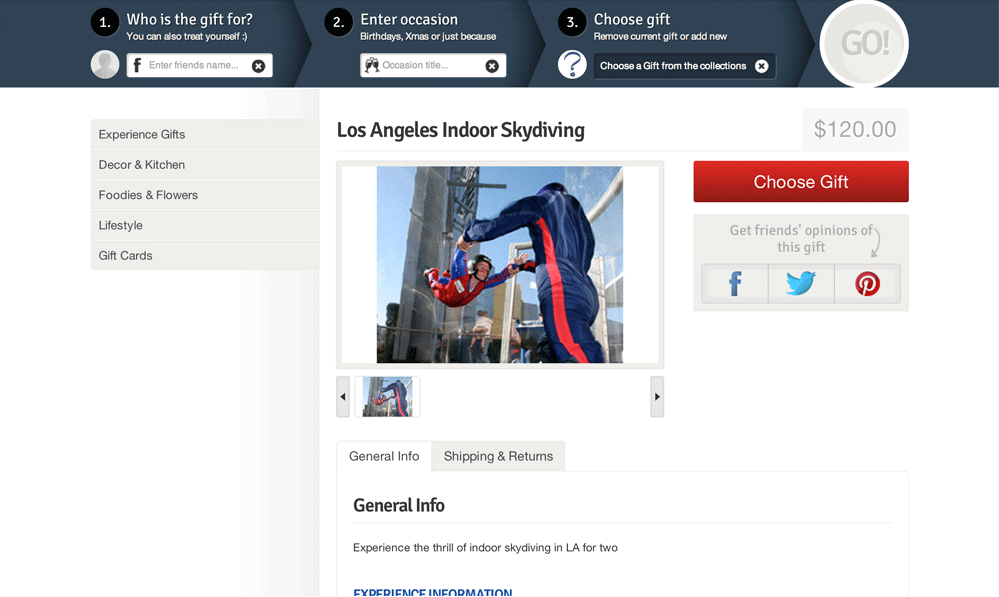 1.
Who is the gift for?
You can also treat yourself :)
Enter friends name...
2.
Enter occasion
Birthdays, Xmas or just because
Occasion title...
3.
Choose gift
Remove current gift or add new
Choose a Gift from the collections
GO!
Experience Gifts
Decor & Kitchen
Foodies & Flowers
Lifestyle
Gift Cards
Los Angeles Indoor Skydiving
$120.00
Choose Gift
Get friends' opinions of
this gift
General Info
Shipping & Returns
General Info
Experience the thrill of indoor skydiving in LA for two
EXPERIENCE INFORMATION